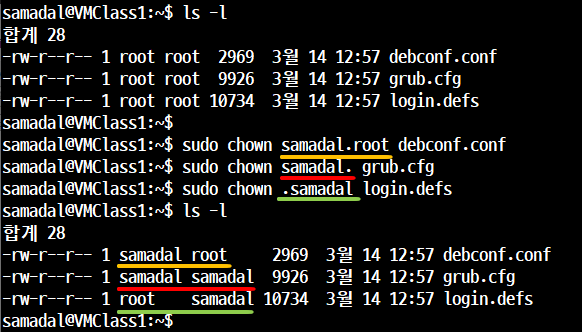 samadal@VMClass1:~$ ls -l
합계 28
-rw-r--r-- 1 root root  2969  3월 14 12:57 debconf.conf
-rw-r--r-- 1 root root  9926  3월 14 12:57 grub.cfg
-rw-r--r-- 1 root root 10734  3월 14 12:57 login.defs
samadal@VMClass1:~$
samadal@VMClass1:~$ sudo chown samadal.root debconf.conf
samadal@VMClass1:~$ sudo chown samadal. grub.cfg
samadal@VMClass1:~$ sudo chown .samadal login.defs
samadal@VMClass1:~$ ls -l
합계 28
-rw-r--r-- 1 samadal root     2969  3월 14 12:57 debconf.conf
-rw-r--r-- 1 samadal samadal  9926  3월 14 12:57 grub.cfg
-rw-r--r-- 1 root    samadal 10734  3월 14 12:57 login.defs
samadal@VMClass1:~$